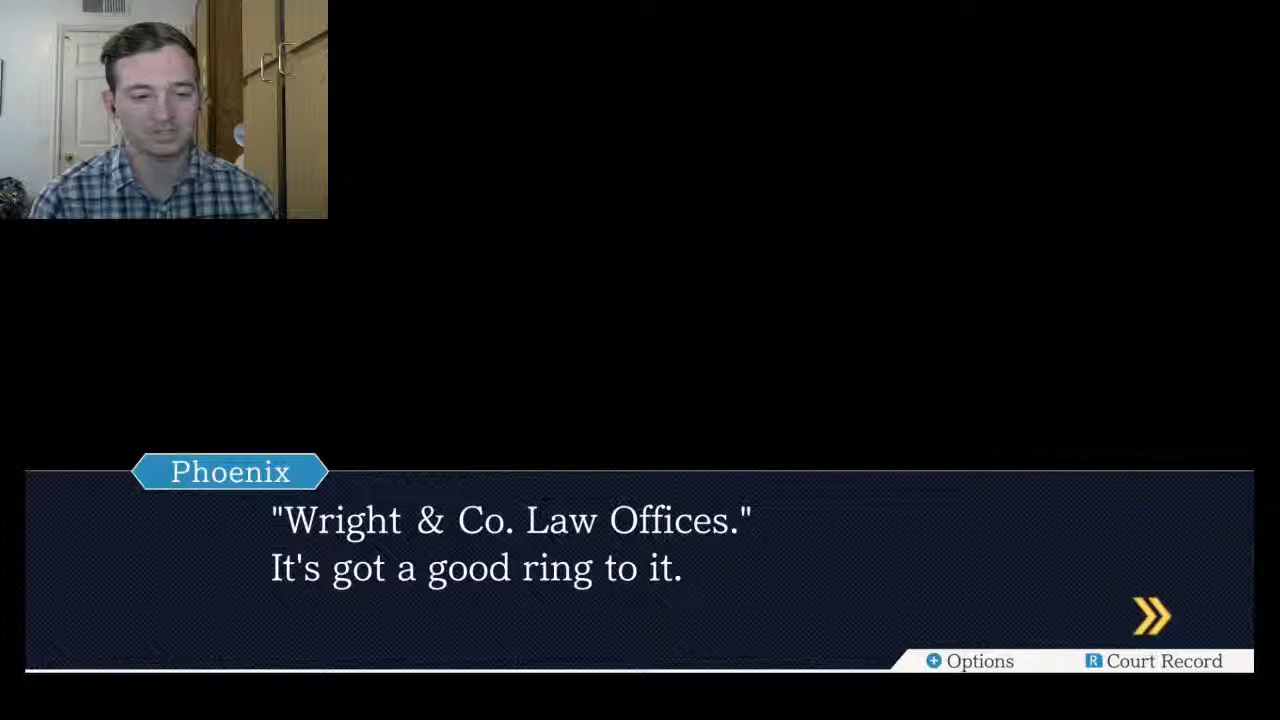 Phoenix
"Wright & Co. Law Offices."
It's got a good ring to it.
+ Options
R Court Record